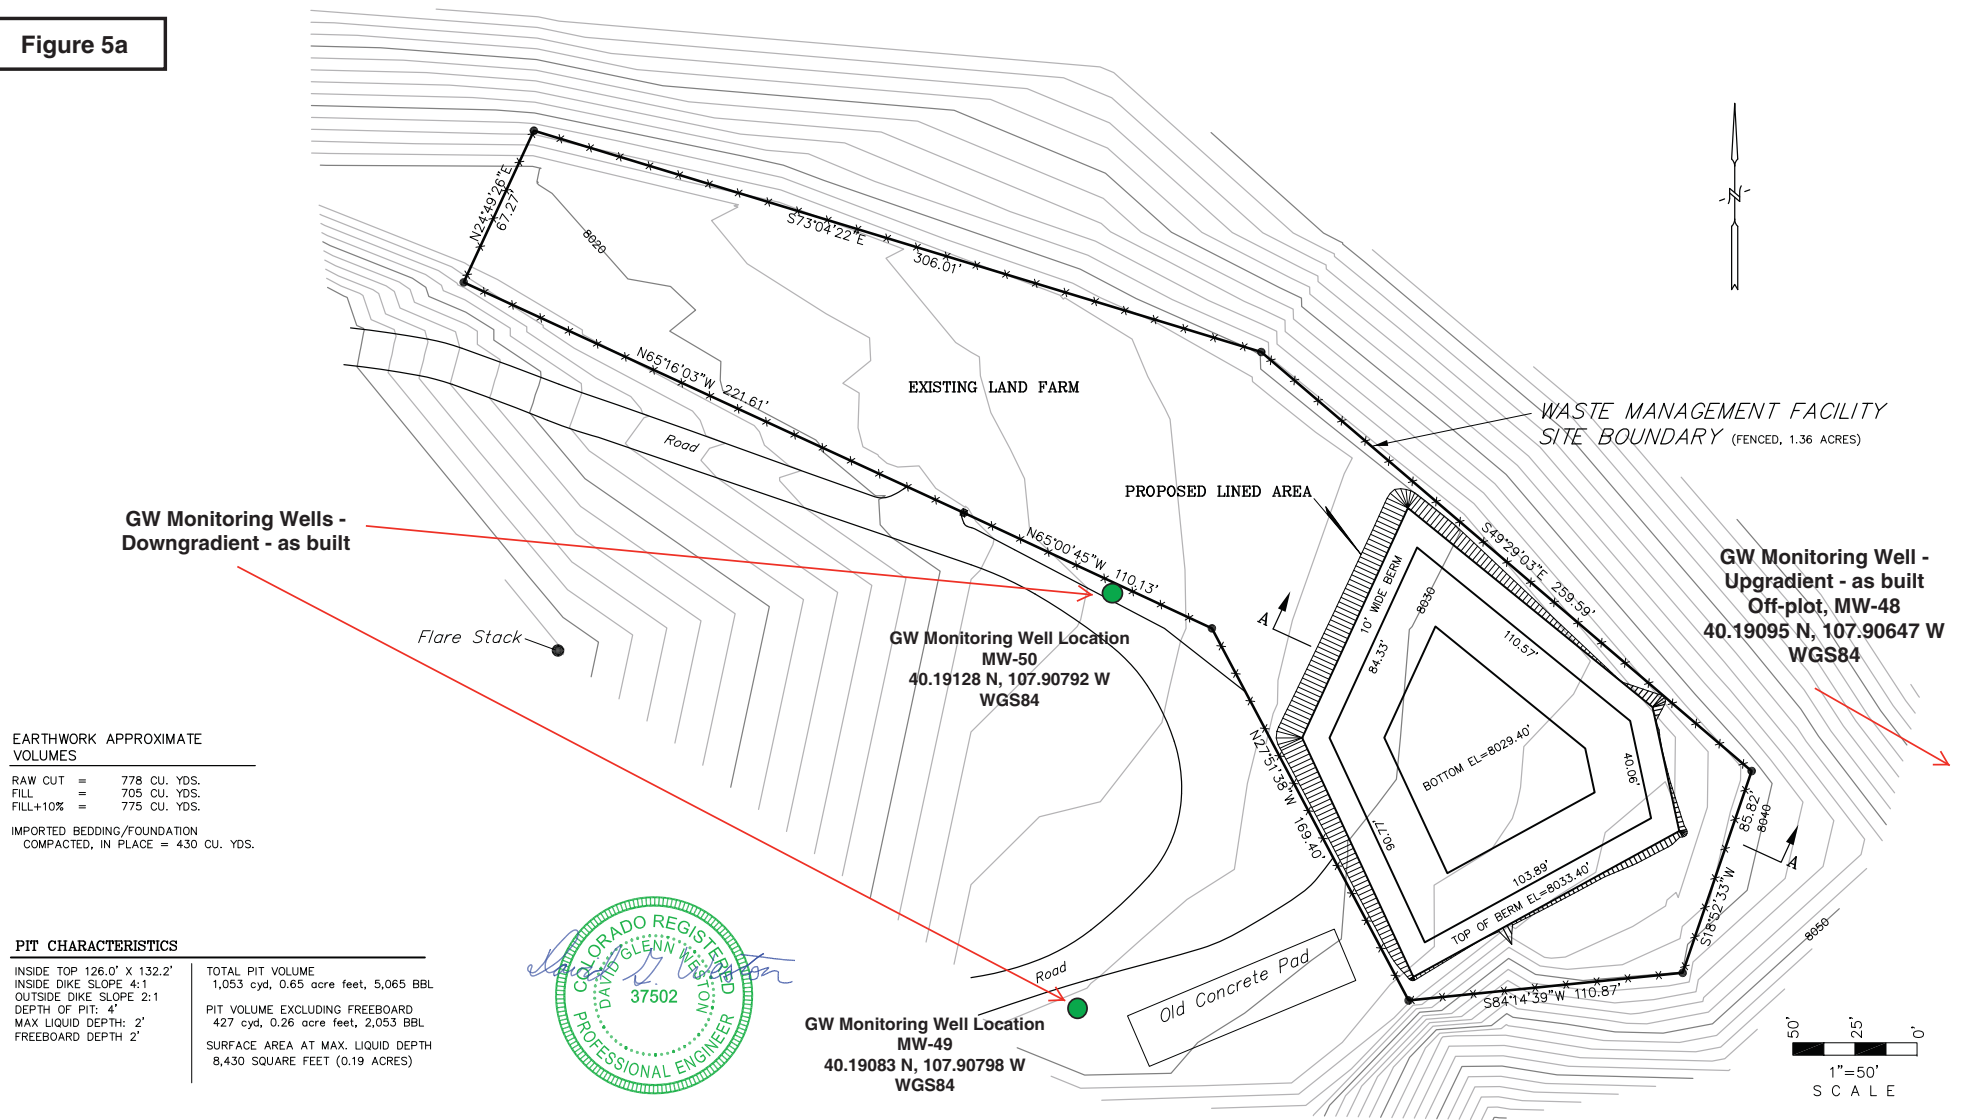 Figure 5a
N24°49'26"E
67.27'
8020
S73°04'22"E
306.01'
N65°16'03"W 221.61'
EXISTING LAND FARM
Road
WASTE MANAGEMENT FACILITY
SITE BOUNDARY (FENCED, 1.36 ACRES)
PROPOSED LINED AREA
GW Monitoring Wells -
Downgradient - as built
N65°00'45"W 110.13'
S49°29'03"E 259.59'
GW Monitoring Well -
Upgradient - as built
Off-plot, MW-48
40.19095 N, 107.90647 W
WGS84
10' WIDE BERM
8030
84.33'
110.57'
A
Flare Stack
GW Monitoring Well Location
MW-50
40.19128 N, 107.90792 W
WGS84
BOTTOM EL=8029.40'
40.06'
N27°51'38"W 169.40'
90.77'
103.89'
TOP OF BERM EL=8033.40'
85.82'
8040
S18°52'33"W
A
8050
S84°14'39"W 110.87'
EARTHWORK APPROXIMATE
VOLUMES
RAW CUT = 778 CU. YDS.
FILL = 705 CU. YDS.
FILL+10% = 775 CU. YDS.
IMPORTED BEDDING/FOUNDATION
COMPACTED, IN PLACE = 430 CU. YDS.
PIT CHARACTERISTICS
INSIDE TOP 126.0' X 132.2'
INSIDE DIKE SLOPE 4:1
OUTSIDE DIKE SLOPE 2:1
DEPTH OF PIT: 4'
MAX LIQUID DEPTH: 2'
FREEBOARD DEPTH 2'
TOTAL PIT VOLUME
1,053 cyd, 0.65 acre feet, 5,065 BBL
PIT VOLUME EXCLUDING FREEBOARD
427 cyd, 0.26 acre feet, 2,053 BBL
SURFACE AREA AT MAX. LIQUID DEPTH
8,430 SQUARE FEET (0.19 ACRES)
COLORADO REGISTERED
DAVID GLENN WESTON
37502
PROFESSIONAL ENGINEER
David G. Weston
Road
Old Concrete Pad
GW Monitoring Well Location
MW-49
40.19083 N, 107.90798 W
WGS84
N
50' 25' 0'
1"=50'
SCALE